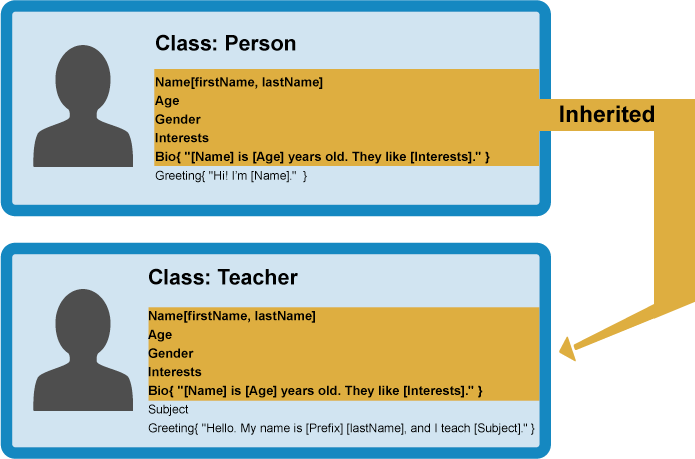 Class: Person
Name[firstName, lastName]
Age
Gender
Interests
Bio{ "[Name] is [Age] years old. They like [Interests]." }
Greeting{ "Hi! I'm [Name]."  }
Inherited
Class: Teacher
Name[firstName, lastName]
Age
Gender
Interests
Bio{ "[Name] is [Age] years old. They like [Interests]." }
Subject
Greeting{ "Hello. My name is [Prefix] [lastName], and I teach [Subject]." }